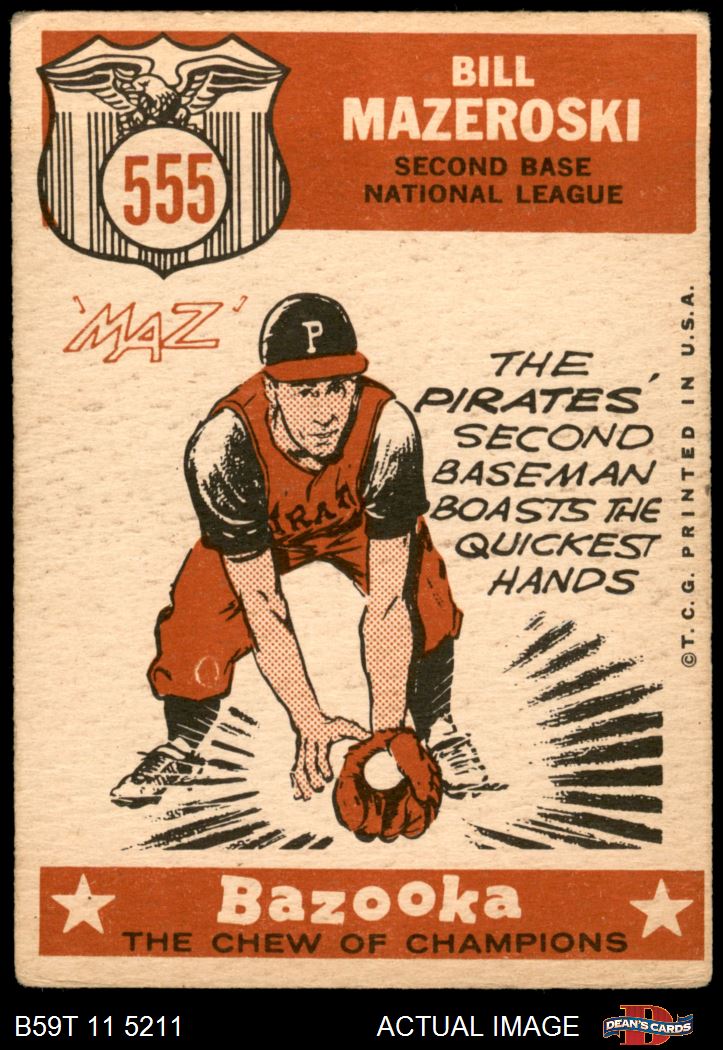 555
BILL
MAZEROSKI
SECOND BASE
NATIONAL LEAGUE
'MAZ'
P
IRAT
THE
PIRATES'
SECOND
BASEMAN
BOASTS THE
QUICKEST
HANDS
© T. C. G. PRINTED IN U.S.A.
Bazooka
THE CHEW OF CHAMPIONS
B59T 11 5211
ACTUAL IMAGE
D
DEAN'S CARDS